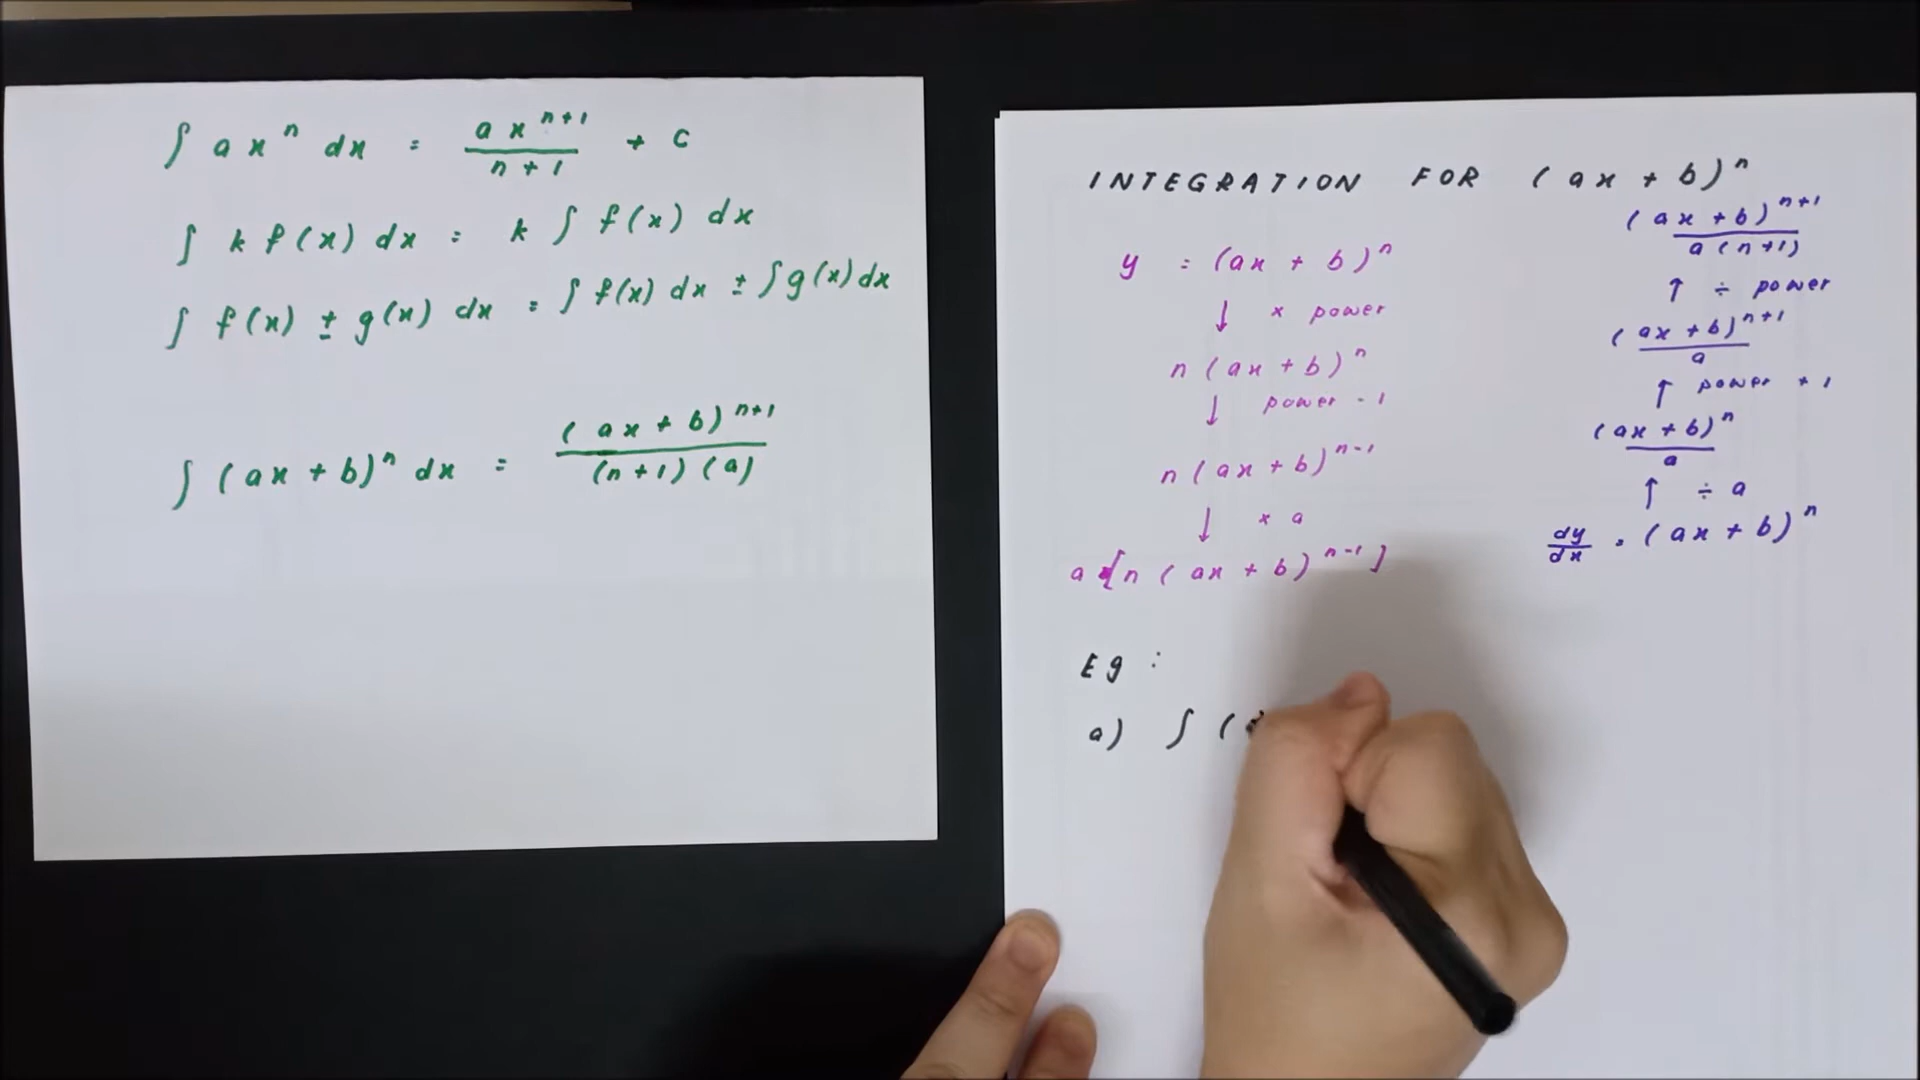 ∫ a xⁿ dx = a xⁿ⁺¹ / n + 1 + c
∫ k f(x) dx = k ∫ f(x) dx
∫ f(x) ± g(x) dx = ∫ f(x) dx ± ∫ g(x) dx
∫ (ax + b)ⁿ dx = (ax + b)ⁿ⁺¹ / (n+1)(a)
INTEGRATION FOR (ax + b)ⁿ
y = (ax + b)ⁿ
↓ × power
n(ax + b)ⁿ
↓ power - 1
n(ax + b)ⁿ⁻¹
↓ × a
a[n(ax + b)ⁿ⁻¹]
(ax + b)ⁿ⁺¹ / a(n+1)
↑ ÷ power
(ax + b)ⁿ⁺¹ / a
↑ power + 1
(ax + b)ⁿ / a
↑ ÷ a
dy/dx = (ax + b)ⁿ
Eg :
a) ∫ (